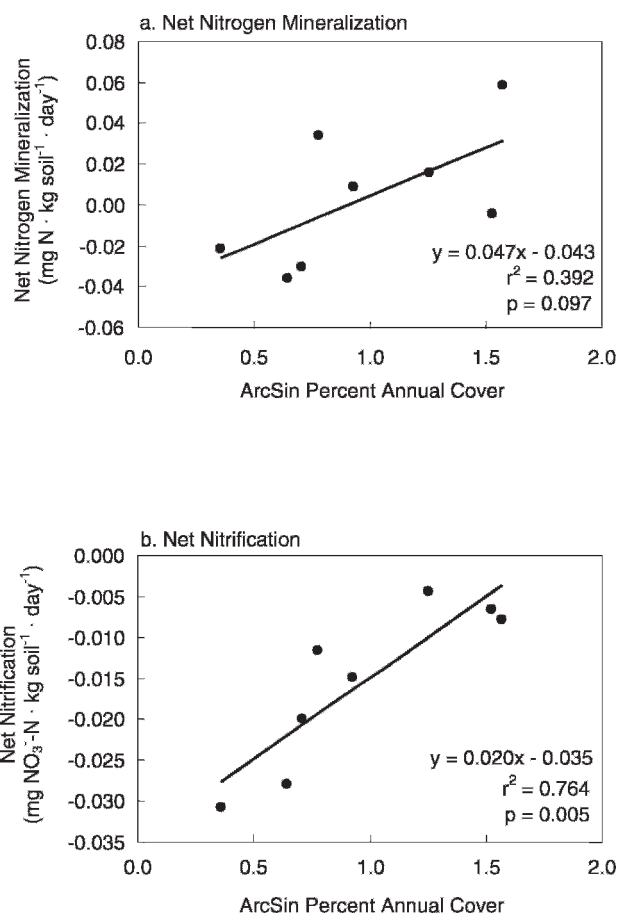 a. Net Nitrogen Mineralization
Net Nitrogen Mineralization
(mg N · kg soil⁻¹ · day⁻¹)
0.08
0.06
0.04
0.02
0.00
-0.02
-0.04
-0.06
y = 0.047x - 0.043
r² = 0.392
p = 0.097
0.0 0.5 1.0 1.5 2.0
ArcSin Percent Annual Cover
b. Net Nitrification
Net Nitrification
(mg NO₃⁻-N · kg soil⁻¹ · day⁻¹)
0.000
-0.005
-0.010
-0.015
-0.020
-0.025
-0.030
-0.035
y = 0.020x - 0.035
r² = 0.764
p = 0.005
0.0 0.5 1.0 1.5 2.0
ArcSin Percent Annual Cover